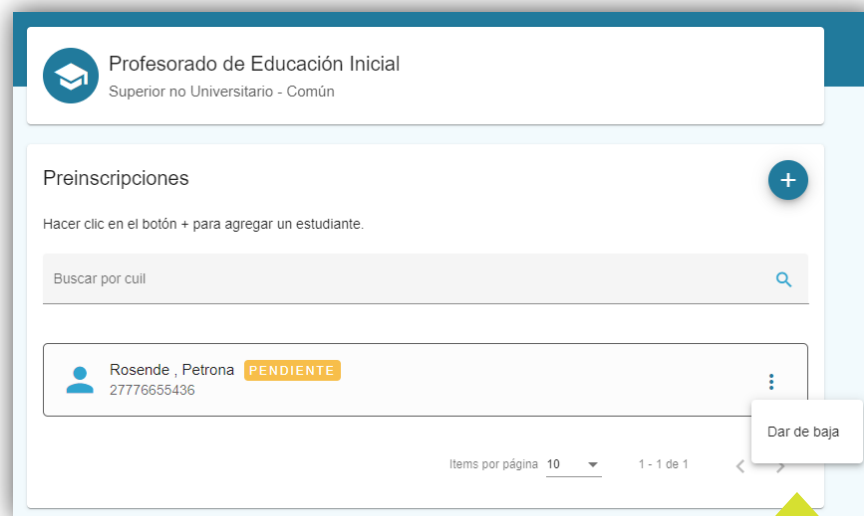 Profesorado de Educación Inicial
Superior no Universitario - Común
Preinscripciones
+
Hacer clic en el botón + para agregar un estudiante.
Buscar por cuil
Rosende , Petrona PENDIENTE
27776655436
Dar de baja
Items por página 10 1 - 1 de 1